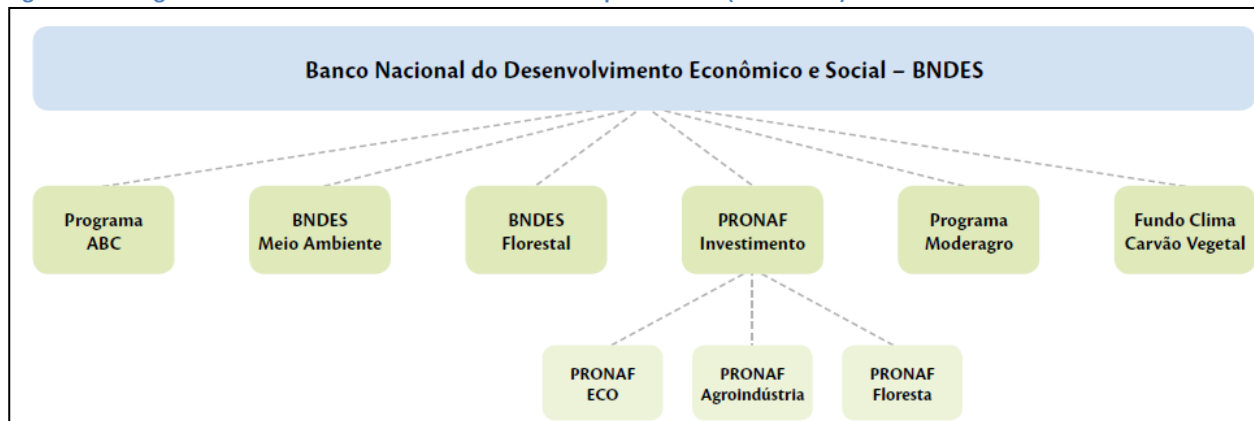 Banco Nacional do Desenvolvimento Econômico e Social – BNDES
Programa
ABC
BNDES
Meio Ambiente
BNDES
Florestal
PRONAF
Investimento
Programa
Moderagro
Fundo Clima
Carvão Vegetal
PRONAF
ECO
PRONAF
Agroindústria
PRONAF
Floresta